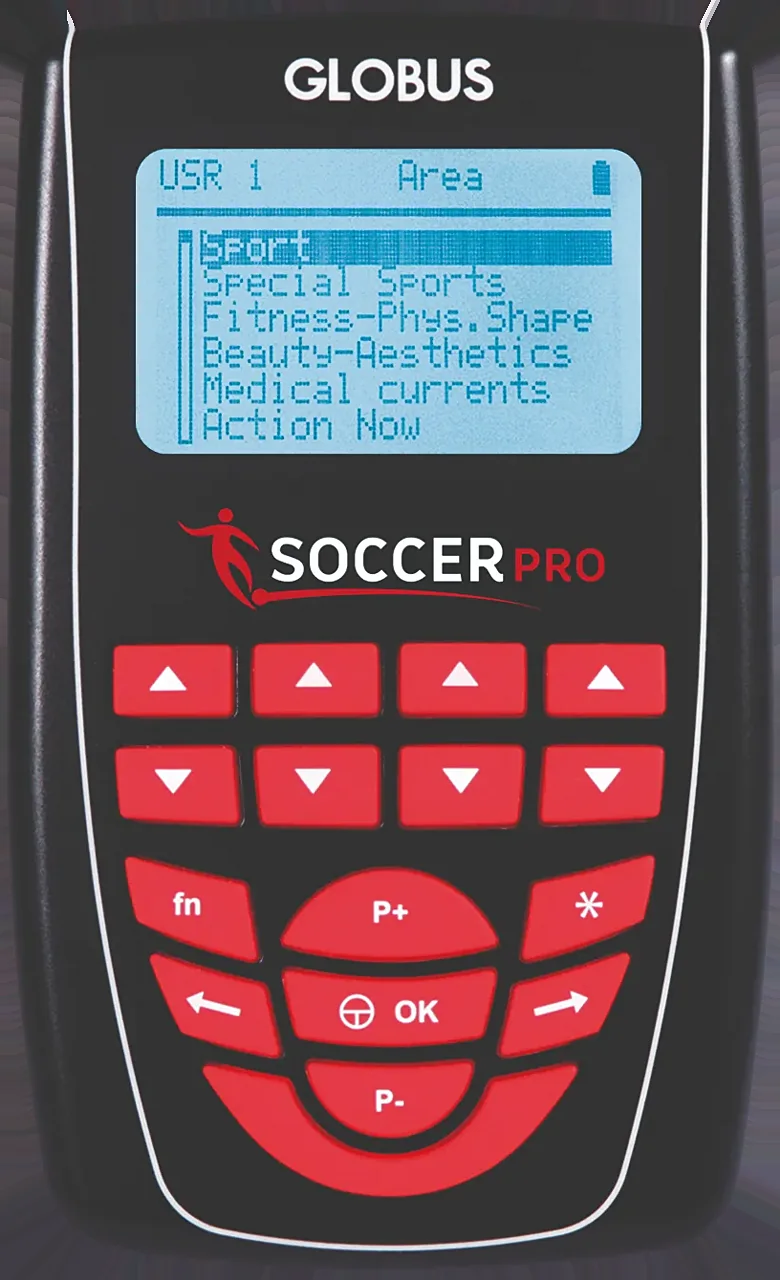 GLOBUS
USR 1 Area
Sport
Special Sports
Fitness-Phys.Shape
Beauty-Aesthetics
Medical currents
Action Now
SOCCER PRO
fn P+ *
OK
P-